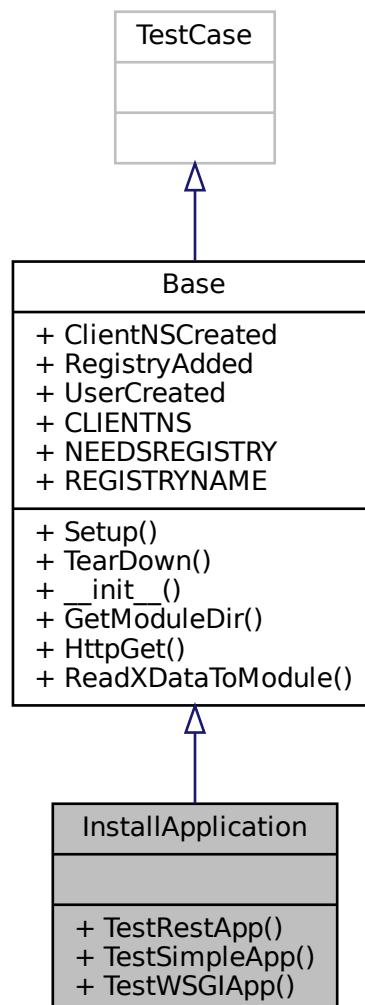 TestCase
Base
+ ClientNSCreated
+ RegistryAdded
+ UserCreated
+ CLIENTNS
+ NEEDSREGISTRY
+ REGISTRYNAME
+ Setup()
+ TearDown()
+ __init__()
+ GetModuleDir()
+ HttpGet()
+ ReadXDataToModule()
InstallApplication
+ TestRestApp()
+ TestSimpleApp()
+ TestWSGIApp()